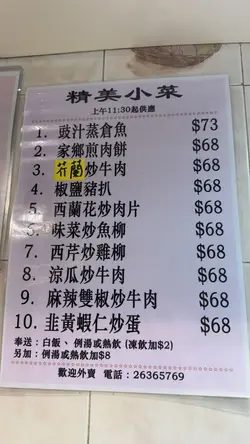 精美小菜
上午11:30起供應
1. 豉汁蒸倉魚 $73
2. 家鄉煎肉餅 $68
3. 芥蘭炒牛肉 $68
4. 椒鹽豬扒 $68
5. 西蘭花炒肉片 $68
6. 味菜炒魚柳 $68
7. 西芹炒雞柳 $68
8. 涼瓜炒牛肉 $68
9. 麻辣雙椒炒牛肉 $68
10. 韭黃蝦仁炒蛋 $68
奉送：白飯、例湯或熱飲 (凍飲加$2)
另加：例湯或熱飲加$8
歡迎外賣 電話：26365769